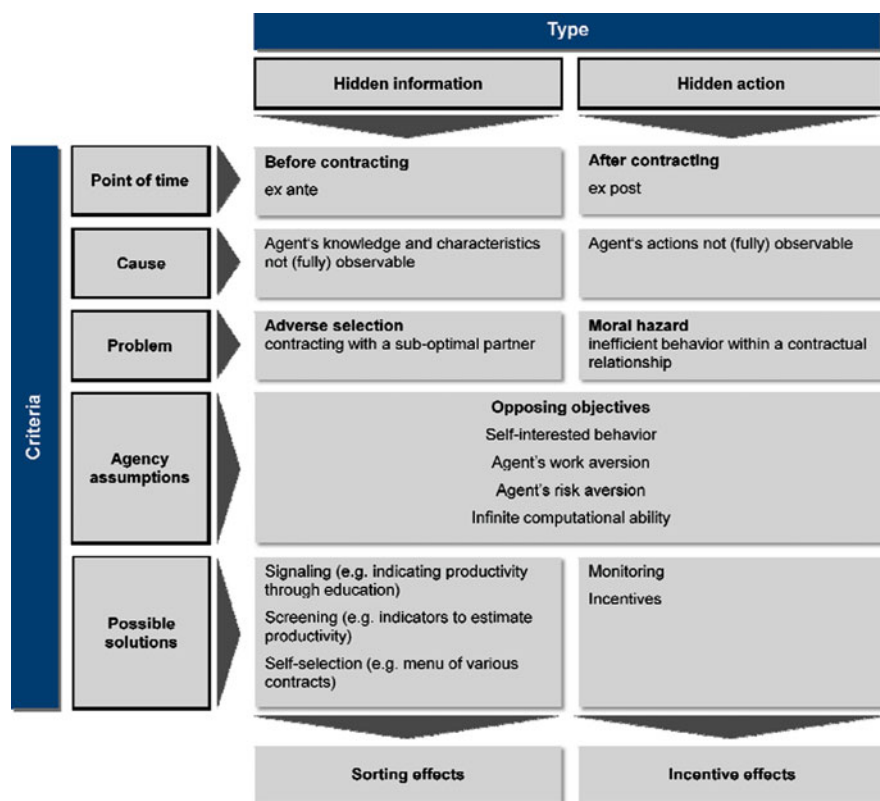 Type
Hidden information
Hidden action
Criteria
Point of time
Before contracting
ex ante
After contracting
ex post
Cause
Agent's knowledge and characteristics
not (fully) observable
Agent's actions not (fully) observable
Problem
Adverse selection
contracting with a sub-optimal partner
Moral hazard
inefficient behavior within a contractual
relationship
Agency
assumptions
Opposing objectives
Self-interested behavior
Agent's work aversion
Agent's risk aversion
Infinite computational ability
Possible
solutions
Signaling (e.g. indicating productivity
through education)
Screening (e.g. indicators to estimate
productivity)
Self-selection (e.g. menu of various
contracts)
Monitoring
Incentives
Sorting effects
Incentive effects